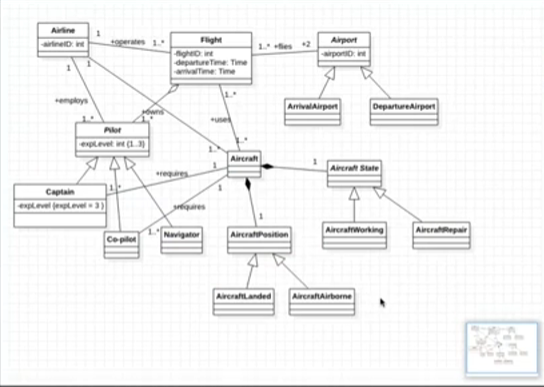 Airline
-airlineID: int
1
+operates
1..*
Flight
-flightID: int
-departureTime: Time
-arrivalTime: Time
1..*
+flies
+2
Airport
-airportID: int
1
1
+employs
1..*
+owns
1..*
1..*
+uses
1..*
1..*
ArrivalAirport
DepartureAirport
Pilot
-expLevel: int {1..3}
Aircraft
1
+requires
1
1..*
1
+requires
1..*
1
Aircraft State
Captain
-expLevel {expLevel = 3 }
Co-pilot
Navigator
AircraftPosition
AircraftWorking
AircraftRepair
AircraftLanded
AircraftAirborne